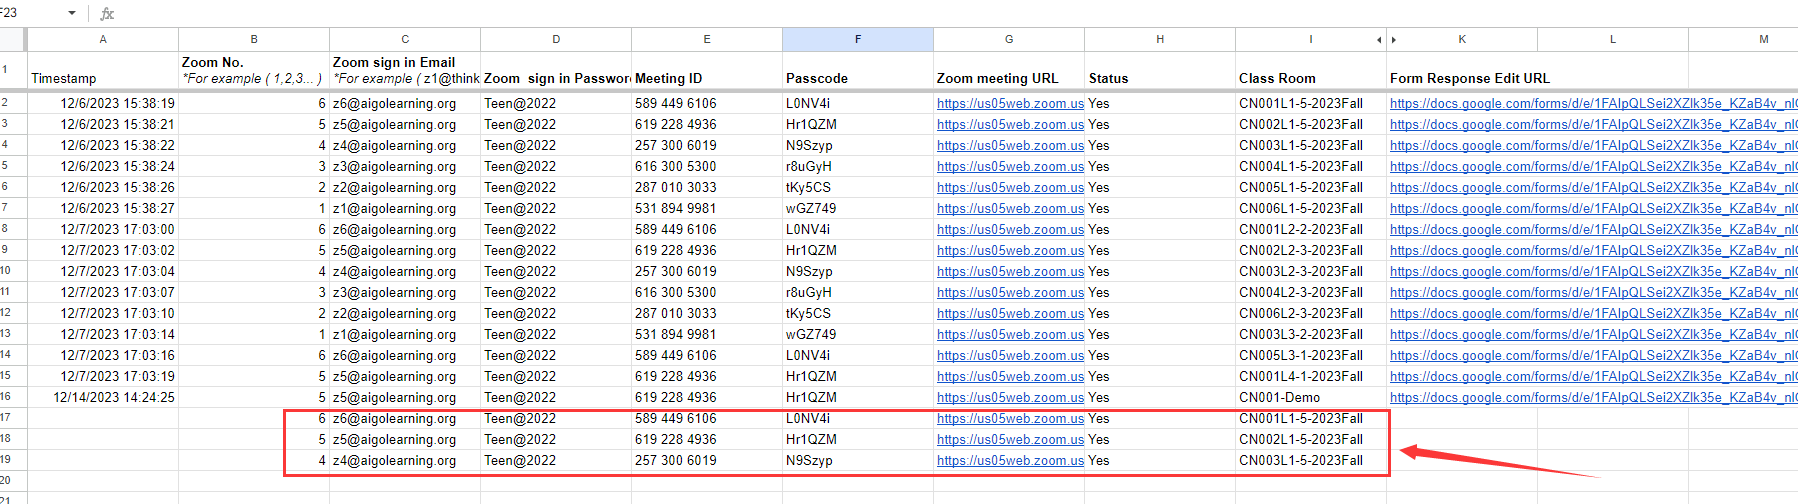 F23 fx
A B C D E F G H I K L M
1 Timestamp Zoom No. *For example ( 1,2,3... ) Zoom sign in Email *For example ( z1@think Zoom sign in Password Meeting ID Passcode Zoom meeting URL Status Class Room Form Response Edit URL
2 12/6/2023 15:38:19 6 z6@aigolearning.org Teen@2022 589 449 6106 L0NV4i https://us05web.zoom.us Yes CN001L1-5-2023Fall https://docs.google.com/forms/d/e/1FAIpQLSei2XZlk35e_KZaB4v_nlG
3 12/6/2023 15:38:21 5 z5@aigolearning.org Teen@2022 619 228 4936 Hr1QZM https://us05web.zoom.us Yes CN002L1-5-2023Fall https://docs.google.com/forms/d/e/1FAIpQLSei2XZlk35e_KZaB4v_nlG
4 12/6/2023 15:38:22 4 z4@aigolearning.org Teen@2022 257 300 6019 N9Szyp https://us05web.zoom.us Yes CN003L1-5-2023Fall https://docs.google.com/forms/d/e/1FAIpQLSei2XZlk35e_KZaB4v_nlG
5 12/6/2023 15:38:24 3 z3@aigolearning.org Teen@2022 616 300 5300 r8uGyH https://us05web.zoom.us Yes CN004L1-5-2023Fall https://docs.google.com/forms/d/e/1FAIpQLSei2XZlk35e_KZaB4v_nlG
6 12/6/2023 15:38:26 2 z2@aigolearning.org Teen@2022 287 010 3033 tKy5CS https://us05web.zoom.us Yes CN005L1-5-2023Fall https://docs.google.com/forms/d/e/1FAIpQLSei2XZlk35e_KZaB4v_nlG
7 12/6/2023 15:38:27 1 z1@aigolearning.org Teen@2022 531 894 9981 wGZ749 https://us05web.zoom.us Yes CN006L1-5-2023Fall https://docs.google.com/forms/d/e/1FAIpQLSei2XZlk35e_KZaB4v_nlG
8 12/7/2023 17:03:00 6 z6@aigolearning.org Teen@2022 589 449 6106 L0NV4i https://us05web.zoom.us Yes CN001L2-2-2023Fall https://docs.google.com/forms/d/e/1FAIpQLSei2XZlk35e_KZaB4v_nlG
9 12/7/2023 17:03:02 5 z5@aigolearning.org Teen@2022 619 228 4936 Hr1QZM https://us05web.zoom.us Yes CN002L2-3-2023Fall https://docs.google.com/forms/d/e/1FAIpQLSei2XZlk35e_KZaB4v_nlG
10 12/7/2023 17:03:04 4 z4@aigolearning.org Teen@2022 257 300 6019 N9Szyp https://us05web.zoom.us Yes CN003L2-3-2023Fall https://docs.google.com/forms/d/e/1FAIpQLSei2XZlk35e_KZaB4v_nlG
11 12/7/2023 17:03:07 3 z3@aigolearning.org Teen@2022 616 300 5300 r8uGyH https://us05web.zoom.us Yes CN004L2-3-2023Fall https://docs.google.com/forms/d/e/1FAIpQLSei2XZlk35e_KZaB4v_nlG
12 12/7/2023 17:03:10 2 z2@aigolearning.org Teen@2022 287 010 3033 tKy5CS https://us05web.zoom.us Yes CN006L2-3-2023Fall https://docs.google.com/forms/d/e/1FAIpQLSei2XZlk35e_KZaB4v_nlG
13 12/7/2023 17:03:14 1 z1@aigolearning.org Teen@2022 531 894 9981 wGZ749 https://us05web.zoom.us Yes CN003L3-2-2023Fall https://docs.google.com/forms/d/e/1FAIpQLSei2XZlk35e_KZaB4v_nlG
14 12/7/2023 17:03:16 6 z6@aigolearning.org Teen@2022 589 449 6106 L0NV4i https://us05web.zoom.us Yes CN005L3-1-2023Fall https://docs.google.com/forms/d/e/1FAIpQLSei2XZlk35e_KZaB4v_nlG
15 12/7/2023 17:03:19 5 z5@aigolearning.org Teen@2022 619 228 4936 Hr1QZM https://us05web.zoom.us Yes CN001L4-1-2023Fall https://docs.google.com/forms/d/e/1FAIpQLSei2XZlk35e_KZaB4v_nlG
16 12/14/2023 14:24:25 5 z5@aigolearning.org Teen@2022 619 228 4936 Hr1QZM https://us05web.zoom.us Yes CN001-Demo https://docs.google.com/forms/d/e/1FAIpQLSei2XZlk35e_KZaB4v_nlG
17 6 z6@aigolearning.org Teen@2022 589 449 6106 L0NV4i https://us05web.zoom.us Yes CN001L1-5-2023Fall
18 5 z5@aigolearning.org Teen@2022 619 228 4936 Hr1QZM https://us05web.zoom.us Yes CN002L1-5-2023Fall
19 4 z4@aigolearning.org Teen@2022 257 300 6019 N9Szyp https://us05web.zoom.us Yes CN003L1-5-2023Fall
20
21